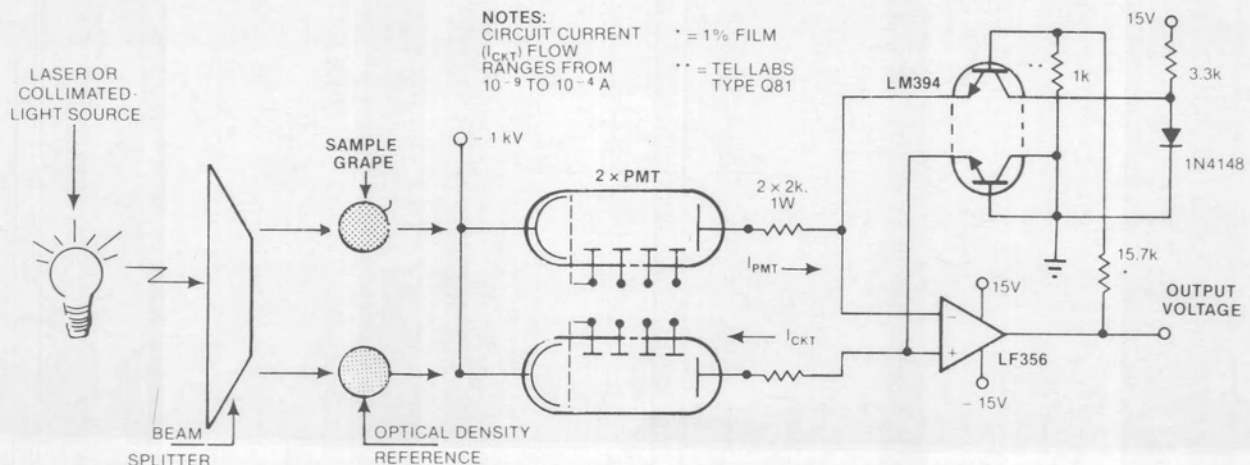 NOTES:
CIRCUIT CURRENT
(I_CKT) FLOW
RANGES FROM
10⁻⁹ TO 10⁻⁴ A
* = 1% FILM
** = TEL LABS
TYPE Q81
LASER OR
COLLIMATED-
LIGHT SOURCE
SAMPLE
GRAPE
– 1 kV
2 × PMT
2 × 2k.
1W
I_PMT
I_CKT
LM394
**
1k
15V
3.3k
1N4148
15.7k
*
15V
– 15V
–
+
LF356
OUTPUT
VOLTAGE
BEAM
SPLITTER
OPTICAL DENSITY
REFERENCE